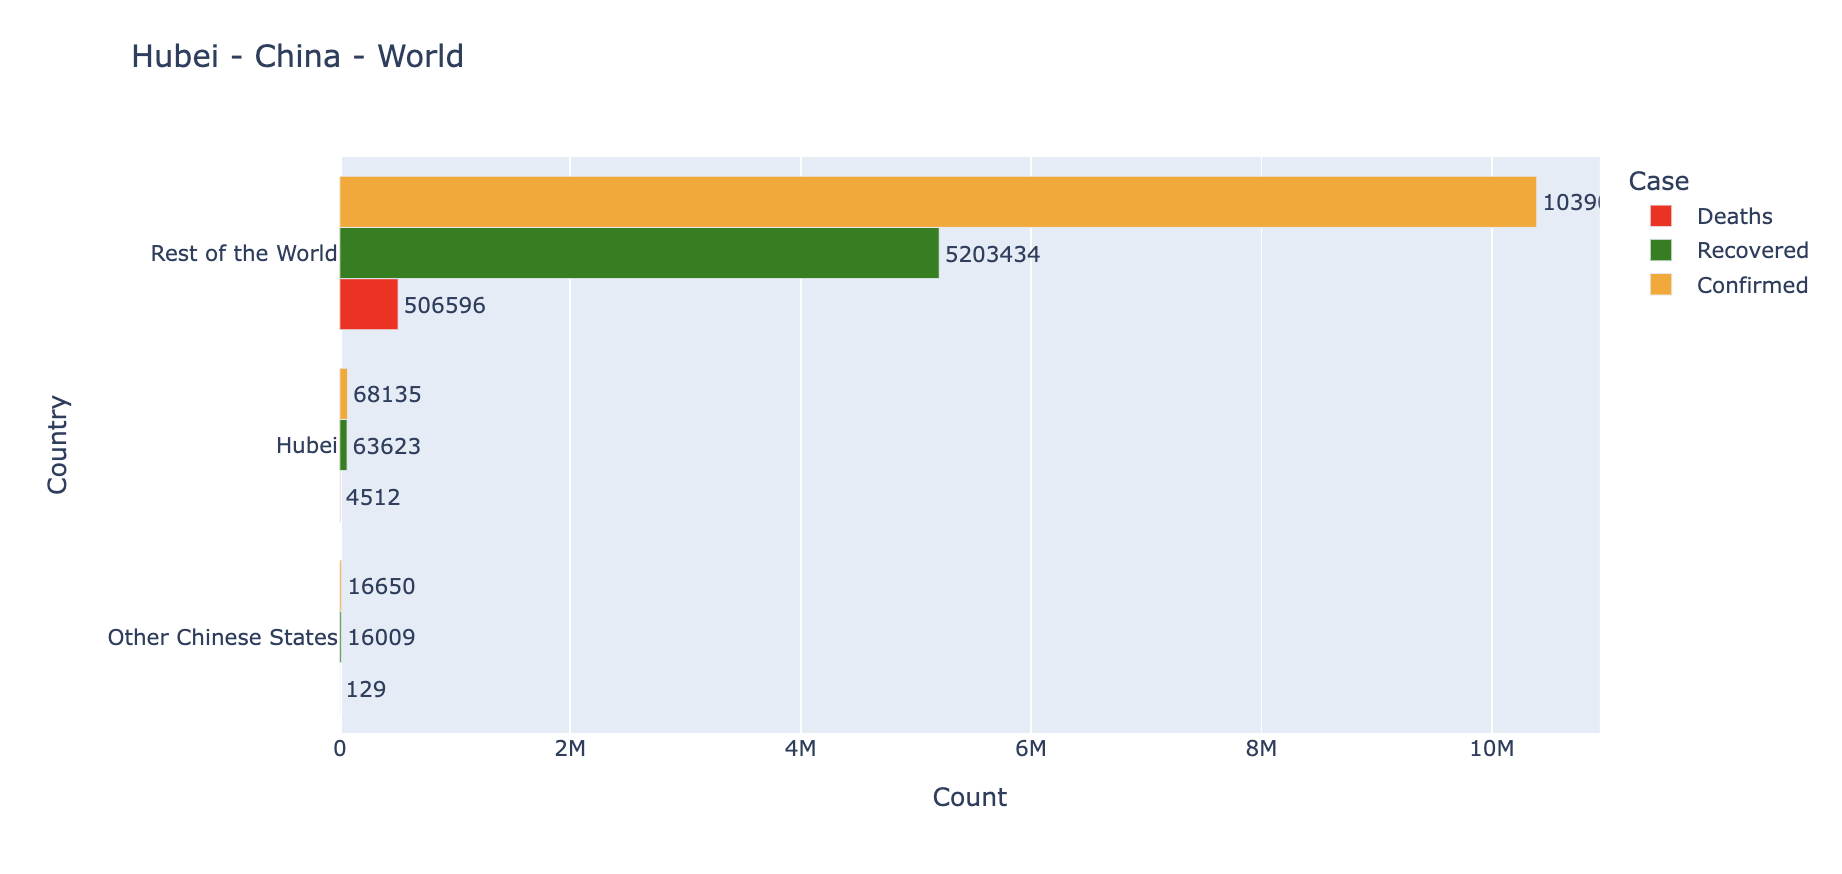 Hubei - China - World
Case
Deaths
Recovered
Confirmed
Country
Rest of the World
5203434
506596
Hubei
68135
63623
4512
Other Chinese States
16650
16009
129
0
2M
4M
6M
8M
10M
Count